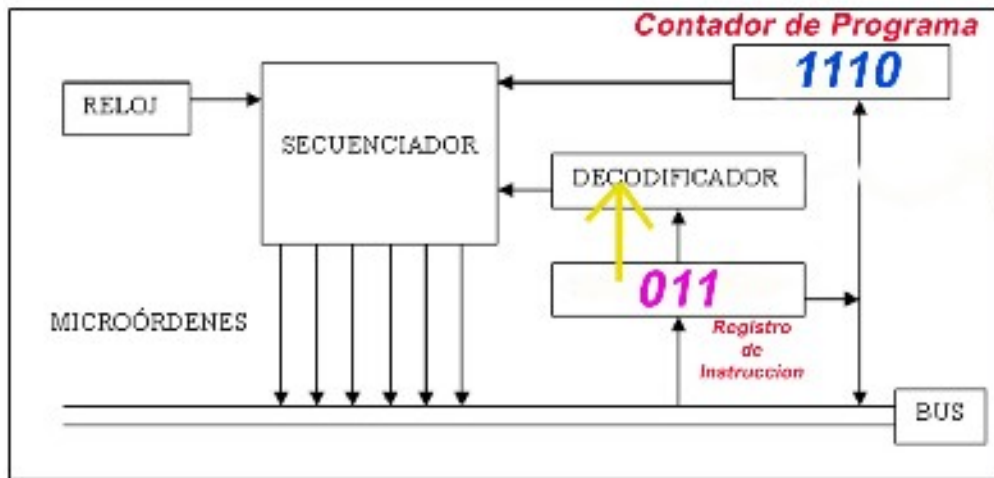 Contador de Programa
1110
RELOJ
SECUENCIADOR
DECODIFICADOR
011
MICROÓRDENES
Registro
de
Instruccion
BUS